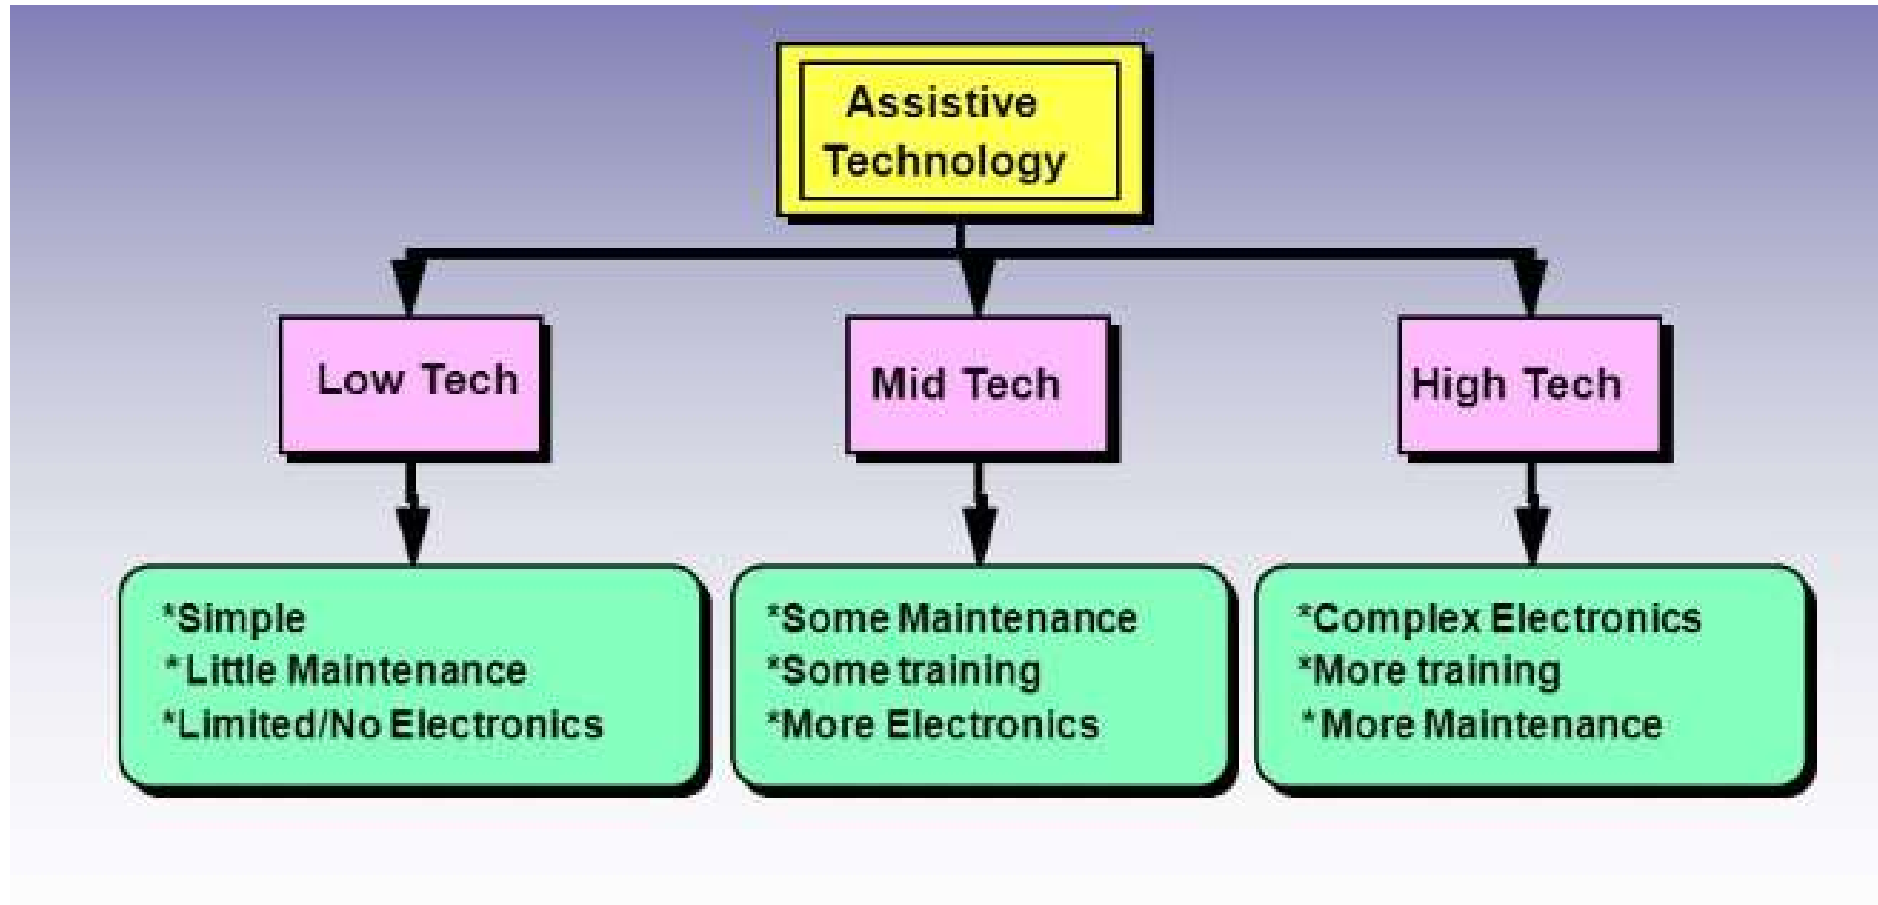 Assistive
Technology
Low Tech
Mid Tech
High Tech
*Simple
*Little Maintenance
*Limited/No Electronics
*Some Maintenance
*Some training
*More Electronics
*Complex Electronics
*More training
*More Maintenance